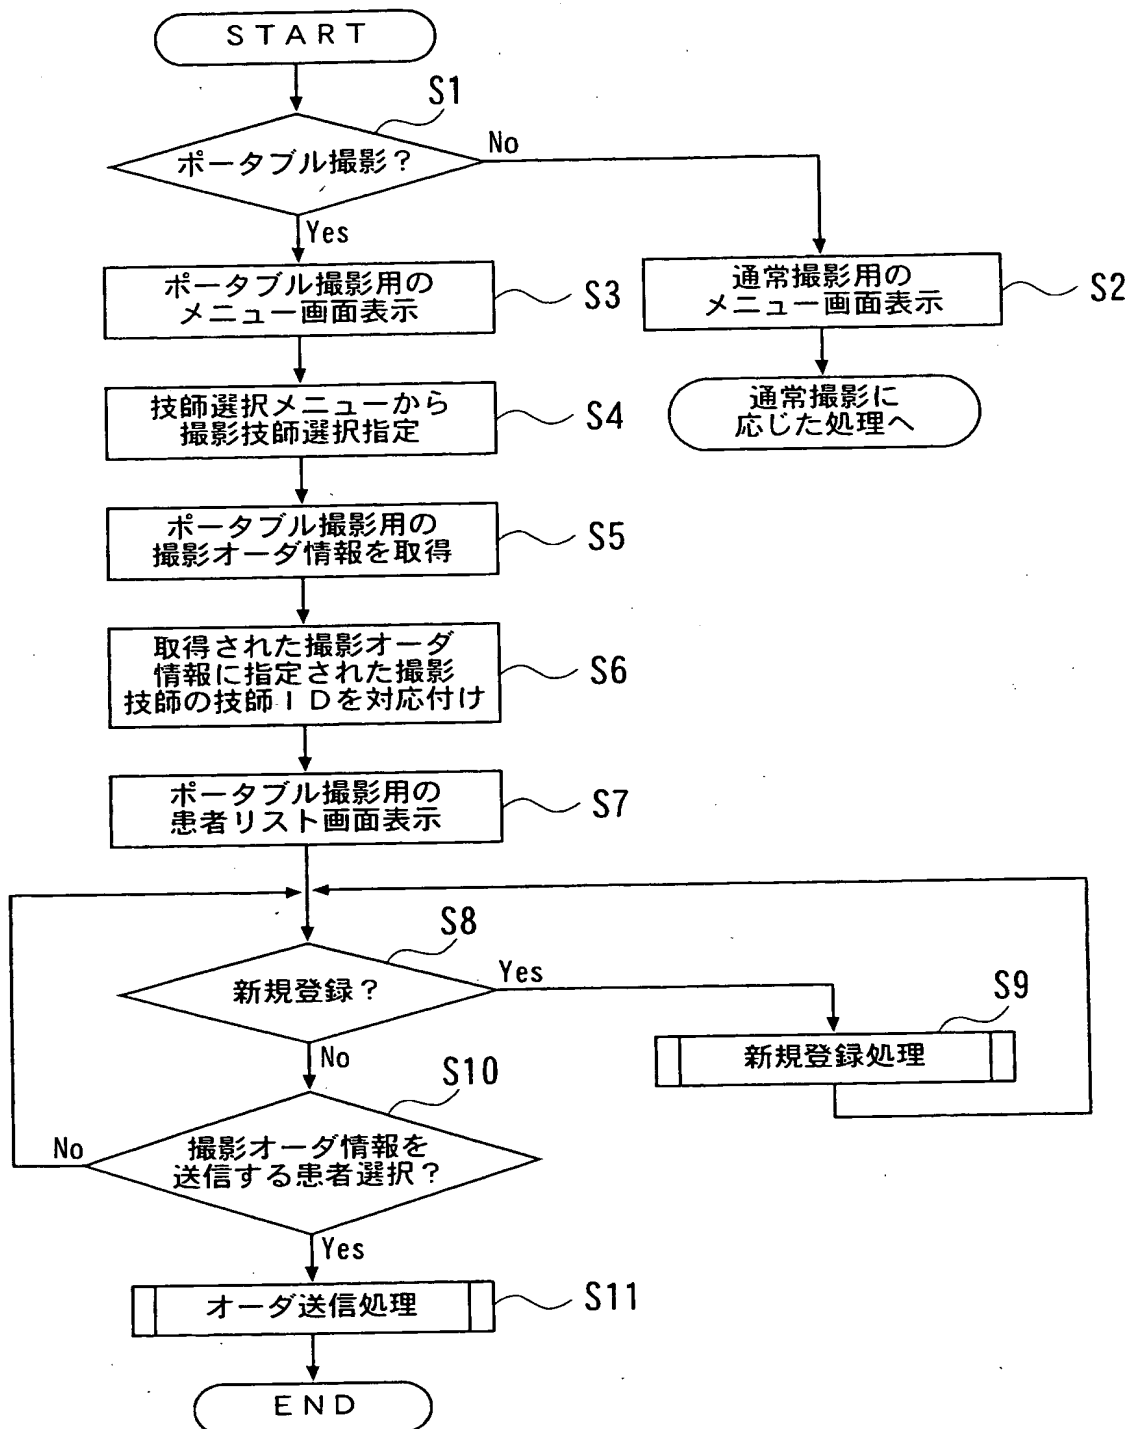 START
S1
ポータブル撮影?
No
Yes
ポータブル撮影用の
メニュー画面表示
S3
通常撮影用の
メニュー画面表示
S2
技師選択メニューから
撮影技師選択指定
S4
通常撮影に
応じた処理へ
ポータブル撮影用の
撮影オーダ情報を取得
S5
取得された撮影オーダ
情報に指定された撮影
技師の技師IDを対応付け
S6
ポータブル撮影用の
患者リスト画面表示
S7
S8
新規登録?
Yes
S9
新規登録処理
No
S10
撮影オーダ情報を
送信する患者選択?
No
Yes
オーダ送信処理
S11
END